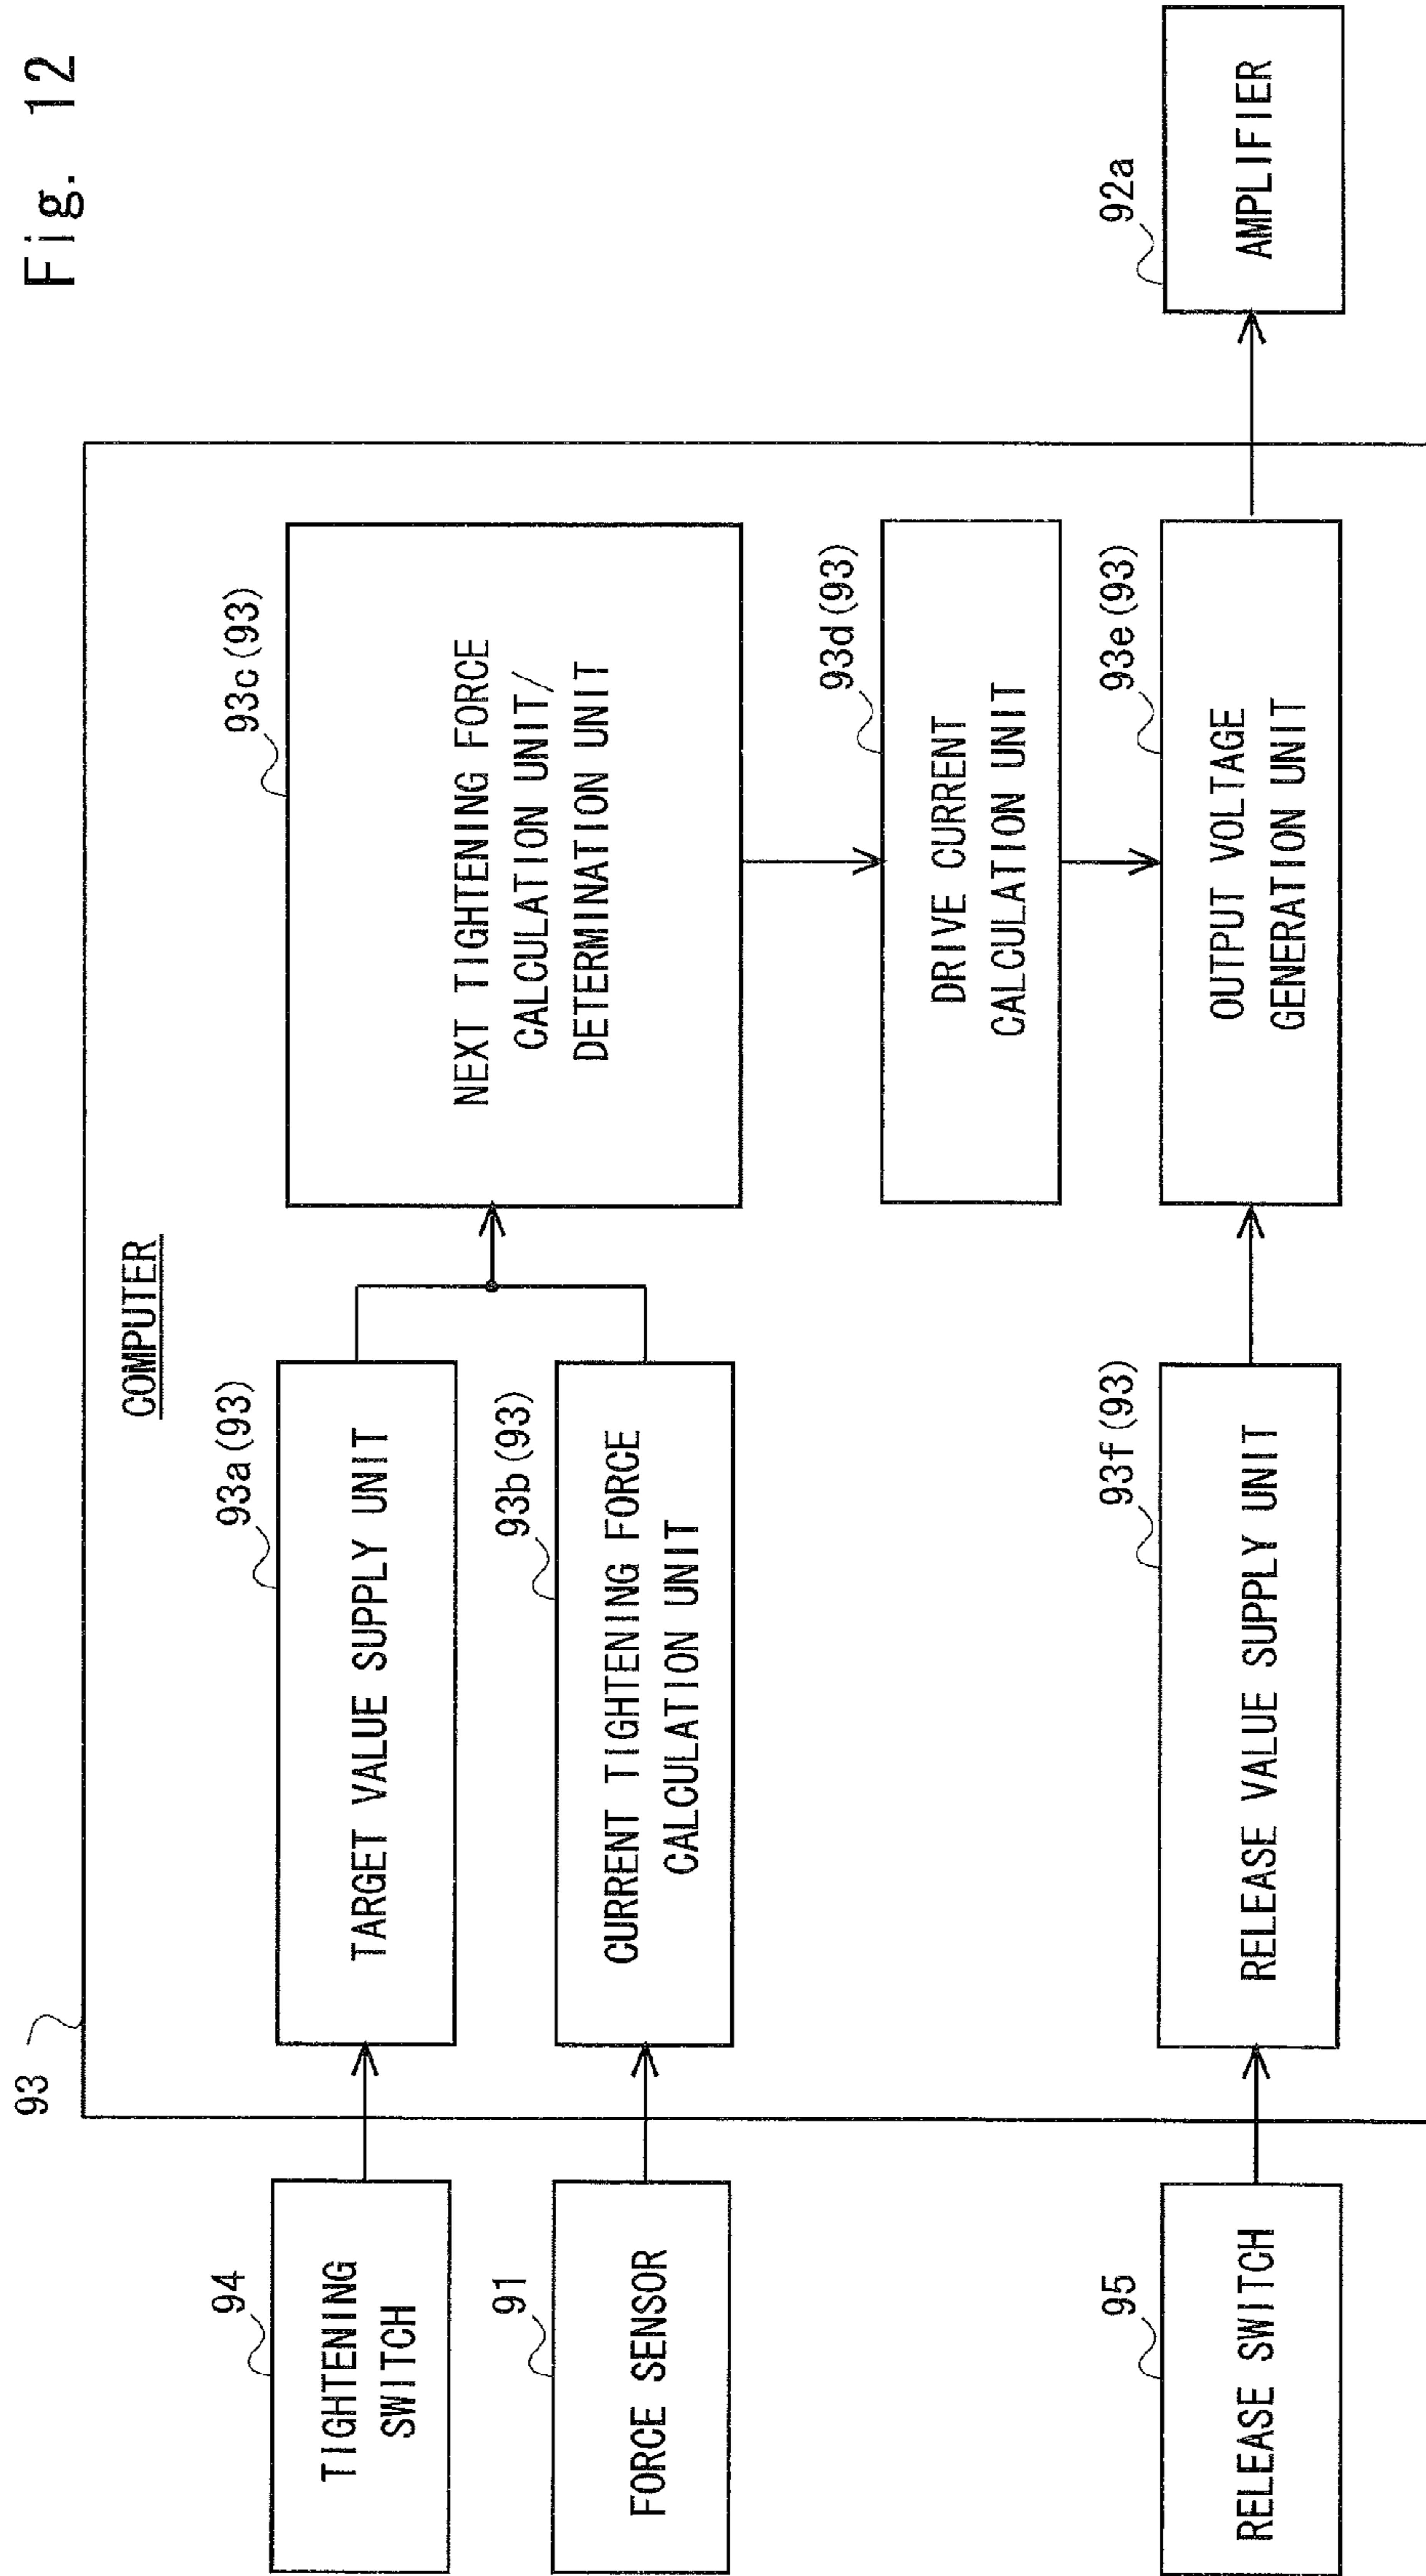 Fig. 12
93
COMPUTER
94
TIGHTENING
SWITCH
93a (93)
TARGET VALUE SUPPLY UNIT
93c (93)
NEXT TIGHTENING FORCE
CALCULATION UNIT/
DETERMINATION UNIT
91
FORCE SENSOR
93b (93)
CURRENT TIGHTENING FORCE
CALCULATION UNIT
93d (93)
DRIVE CURRENT
CALCULATION UNIT
95
RELEASE SWITCH
93f (93)
RELEASE VALUE SUPPLY UNIT
93e (93)
OUTPUT VOLTAGE
GENERATION UNIT
92a
AMPLIFIER